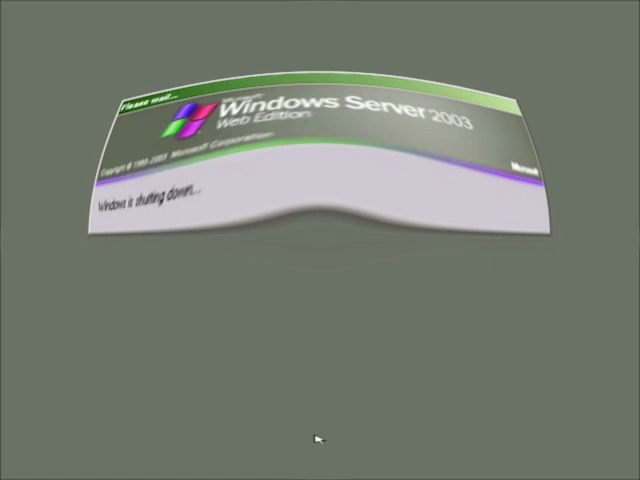 Please wait...
Microsoft
Windows Server 2003
Web Edition
Copyright © 1985-2003 Microsoft Corporation
Microsoft
Windows is shutting down...